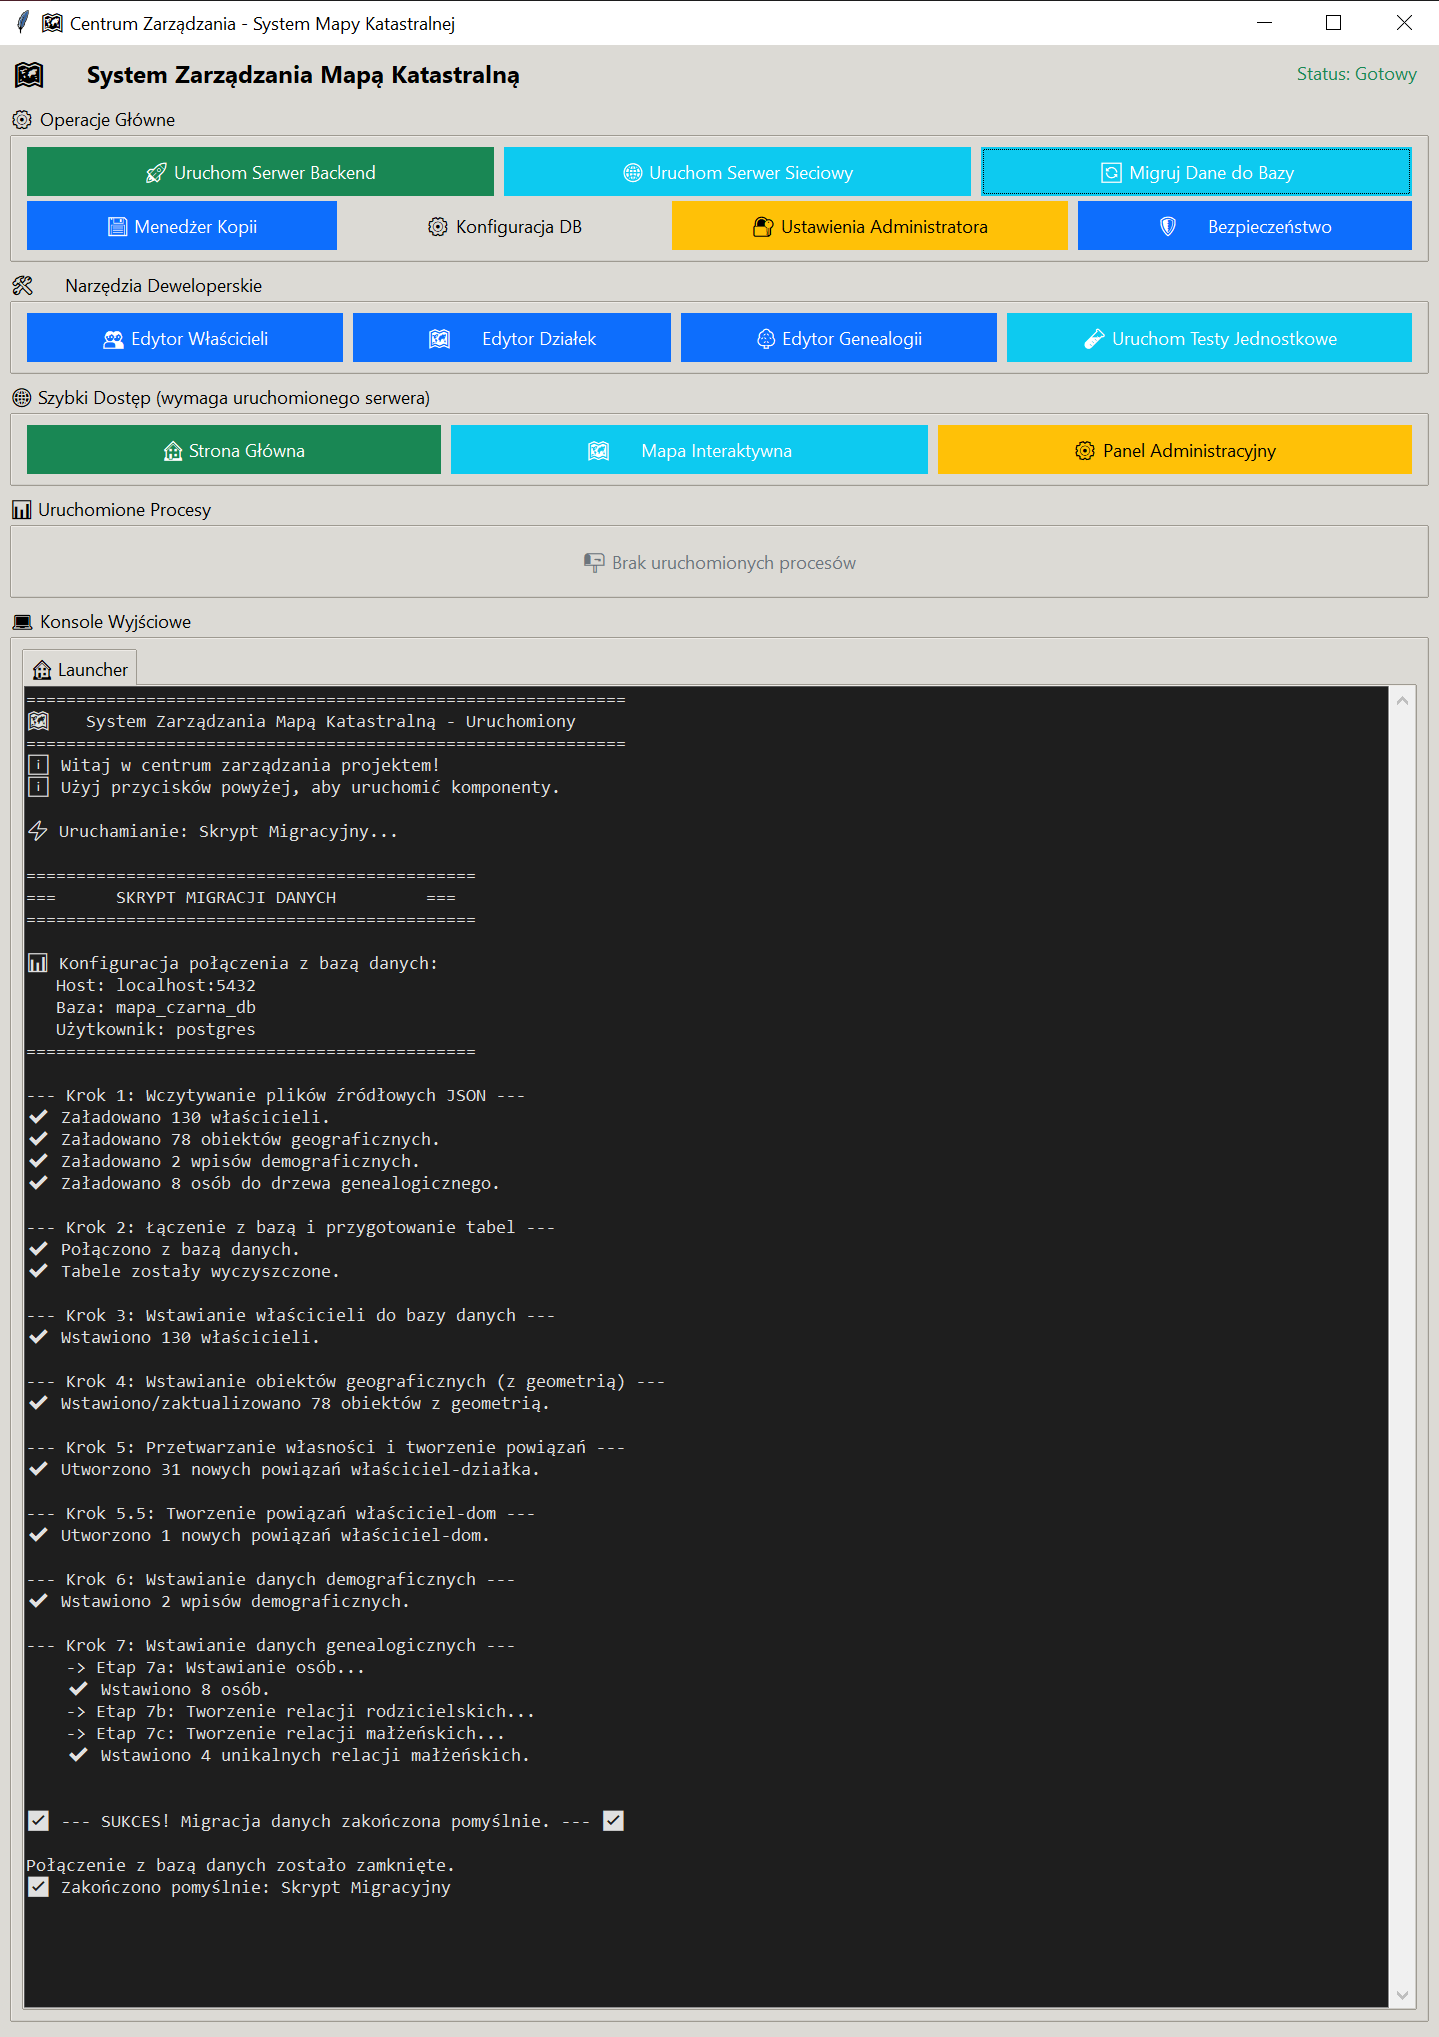 Centrum Zarządzania - System Mapy Katastralnej
System Zarządzania Mapą Katastralną
Status: Gotowy
Operacje Główne
Uruchom Serwer Backend
Uruchom Serwer Sieciowy
Migruj Dane do Bazy
Menedżer Kopii
Konfiguracja DB
Ustawienia Administratora
Bezpieczeństwo
Narzędzia Deweloperskie
Edytor Właścicieli
Edytor Działek
Edytor Genealogii
Uruchom Testy Jednostkowe
Szybki Dostęp (wymaga uruchomionego serwera)
Strona Główna
Mapa Interaktywna
Panel Administracyjny
Uruchomione Procesy
Brak uruchomionych procesów
Konsole Wyjściowe
Launcher
============================================================
System Zarządzania Mapą Katastralną - Uruchomiony
============================================================
Witaj w centrum zarządzania projektem!
Użyj przycisków powyżej, aby uruchomić komponenty.
Uruchamianie: Skrypt Migracyjny...
=============================================
===      SKRYPT MIGRACJI DANYCH         ===
=============================================
Konfiguracja połączenia z bazą danych:
Host: localhost:5432
Baza: mapa_czarna_db
Użytkownik: postgres
=============================================
--- Krok 1: Wczytywanie plików źródłowych JSON ---
✔ Załadowano 130 właścicieli.
✔ Załadowano 78 obiektów geograficznych.
✔ Załadowano 2 wpisów demograficznych.
✔ Załadowano 8 osób do drzewa genealogicznego.
--- Krok 2: Łączenie z bazą i przygotowanie tabel ---
✔ Połączono z bazą danych.
✔ Tabele zostały wyczyszczone.
--- Krok 3: Wstawianie właścicieli do bazy danych ---
✔ Wstawiono 130 właścicieli.
--- Krok 4: Wstawianie obiektów geograficznych (z geometrią) ---
✔ Wstawiono/zaktualizowano 78 obiektów z geometrią.
--- Krok 5: Przetwarzanie własności i tworzenie powiązań ---
✔ Utworzono 31 nowych powiązań właściciel-działka.
--- Krok 5.5: Tworzenie powiązań właściciel-dom ---
✔ Utworzono 1 nowych powiązań właściciel-dom.
--- Krok 6: Wstawianie danych demograficznych ---
✔ Wstawiono 2 wpisów demograficznych.
--- Krok 7: Wstawianie danych genealogicznych ---
-> Etap 7a: Wstawianie osób...
✔ Wstawiono 8 osób.
-> Etap 7b: Tworzenie relacji rodzicielskich...
-> Etap 7c: Tworzenie relacji małżeńskich...
✔ Wstawiono 4 unikalnych relacji małżeńskich.
✅ --- SUKCES! Migracja danych zakończona pomyślnie. --- ✅
Połączenie z bazą danych zostało zamknięte.
✅ Zakończono pomyślnie: Skrypt Migracyjny